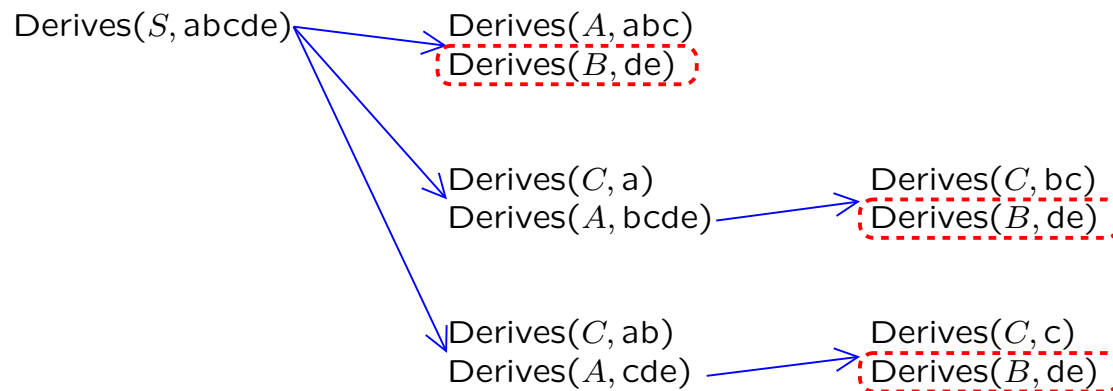 Derives(S, abcde)
Derives(A, abc)
Derives(B, de)
Derives(C, a)
Derives(A, bcde)
Derives(C, bc)
Derives(B, de)
Derives(C, ab)
Derives(A, cde)
Derives(C, c)
Derives(B, de)